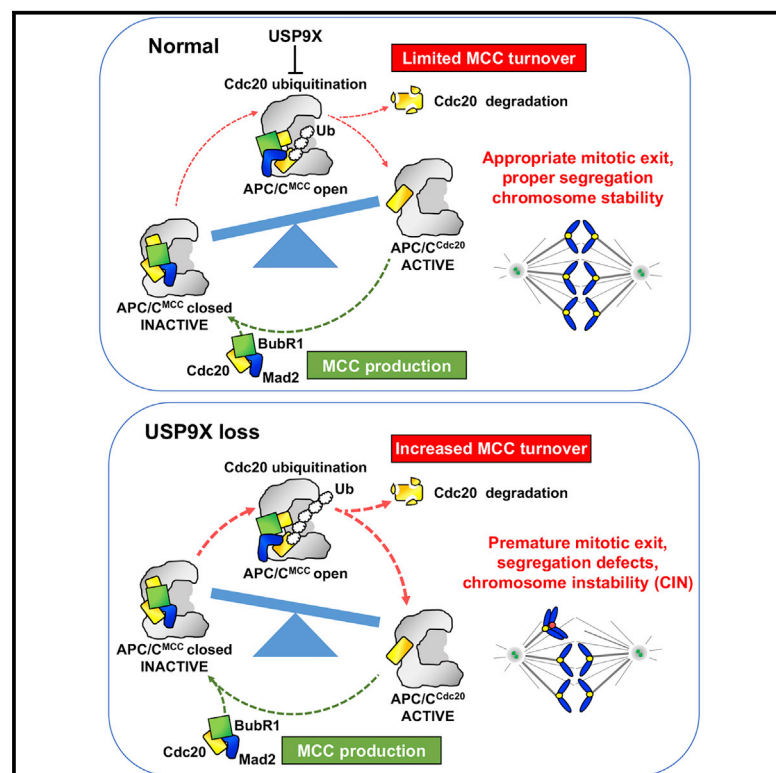 Normal
USP9X
Cdc20 ubiquitination
Limited MCC turnover
Cdc20 degradation
Ub
APC/C^MCC open
Appropriate mitotic exit,
proper segregation
chromosome stability
APC/C^Cdc20
ACTIVE
APC/C^MCC closed
INACTIVE
BubR1
Cdc20
Mad2
MCC production
USP9X loss
Increased MCC turnover
Cdc20 ubiquitination
Ub
Cdc20 degradation
APC/C^MCC open
Premature mitotic exit,
segregation defects,
chromosome instability (CIN)
APC/C^MCC closed
INACTIVE
APC/C^Cdc20
ACTIVE
BubR1
Cdc20
Mad2
MCC production